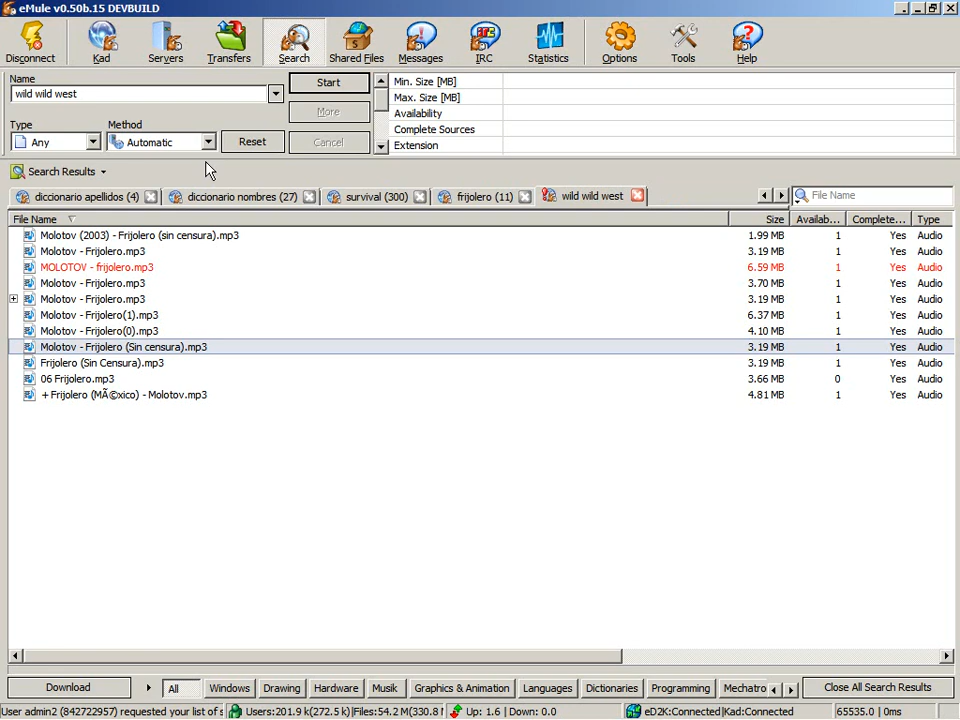 eMule v0.50b.15 DEVBUILD
Disconnect Kad Servers Transfers Search Shared Files Messages IRC Statistics Options Tools Help
Name
wild wild west
Start
More
Cancel
Type
Method
Any
Automatic
Reset
Min. Size [MB]
Max. Size [MB]
Availability
Complete Sources
Extension
Search Results
diccionario apellidos (4) diccionario nombres (27) survival (300) frijolero (11) wild wild west File Name
File Name Size Availab... Complete... Type
Molotov (2003) - Frijolero (sin censura).mp3 1.99 MB 1 Yes Audio
Molotov - Frijolero.mp3 3.19 MB 1 Yes Audio
MOLOTOV - frijolero.mp3 6.59 MB 1 Yes Audio
Molotov - Frijolero.mp3 3.70 MB 1 Yes Audio
Molotov - Frijolero.mp3 3.19 MB 1 Yes Audio
Molotov - Frijolero(1).mp3 6.37 MB 1 Yes Audio
Molotov - Frijolero(0).mp3 4.10 MB 1 Yes Audio
Molotov - Frijolero (Sin censura).mp3 3.19 MB 1 Yes Audio
Frijolero (Sin Censura).mp3 3.19 MB 1 Yes Audio
06 Frijolero.mp3 3.66 MB 0 Yes Audio
+ Frijolero (MÃ©xico) - Molotov.mp3 4.81 MB 1 Yes Audio
Download All Windows Drawing Hardware Musik Graphics & Animation Languages Dictionaries Programming Mechatro Close All Search Results
User admin2 (842722957) requested your list of s Users:201.9 k(272.5 k)|Files:54.2 M(330.8 M Up: 1.6 | Down: 0.0 eD2K:Connected|Kad:Connected 65535.0 | 0ms